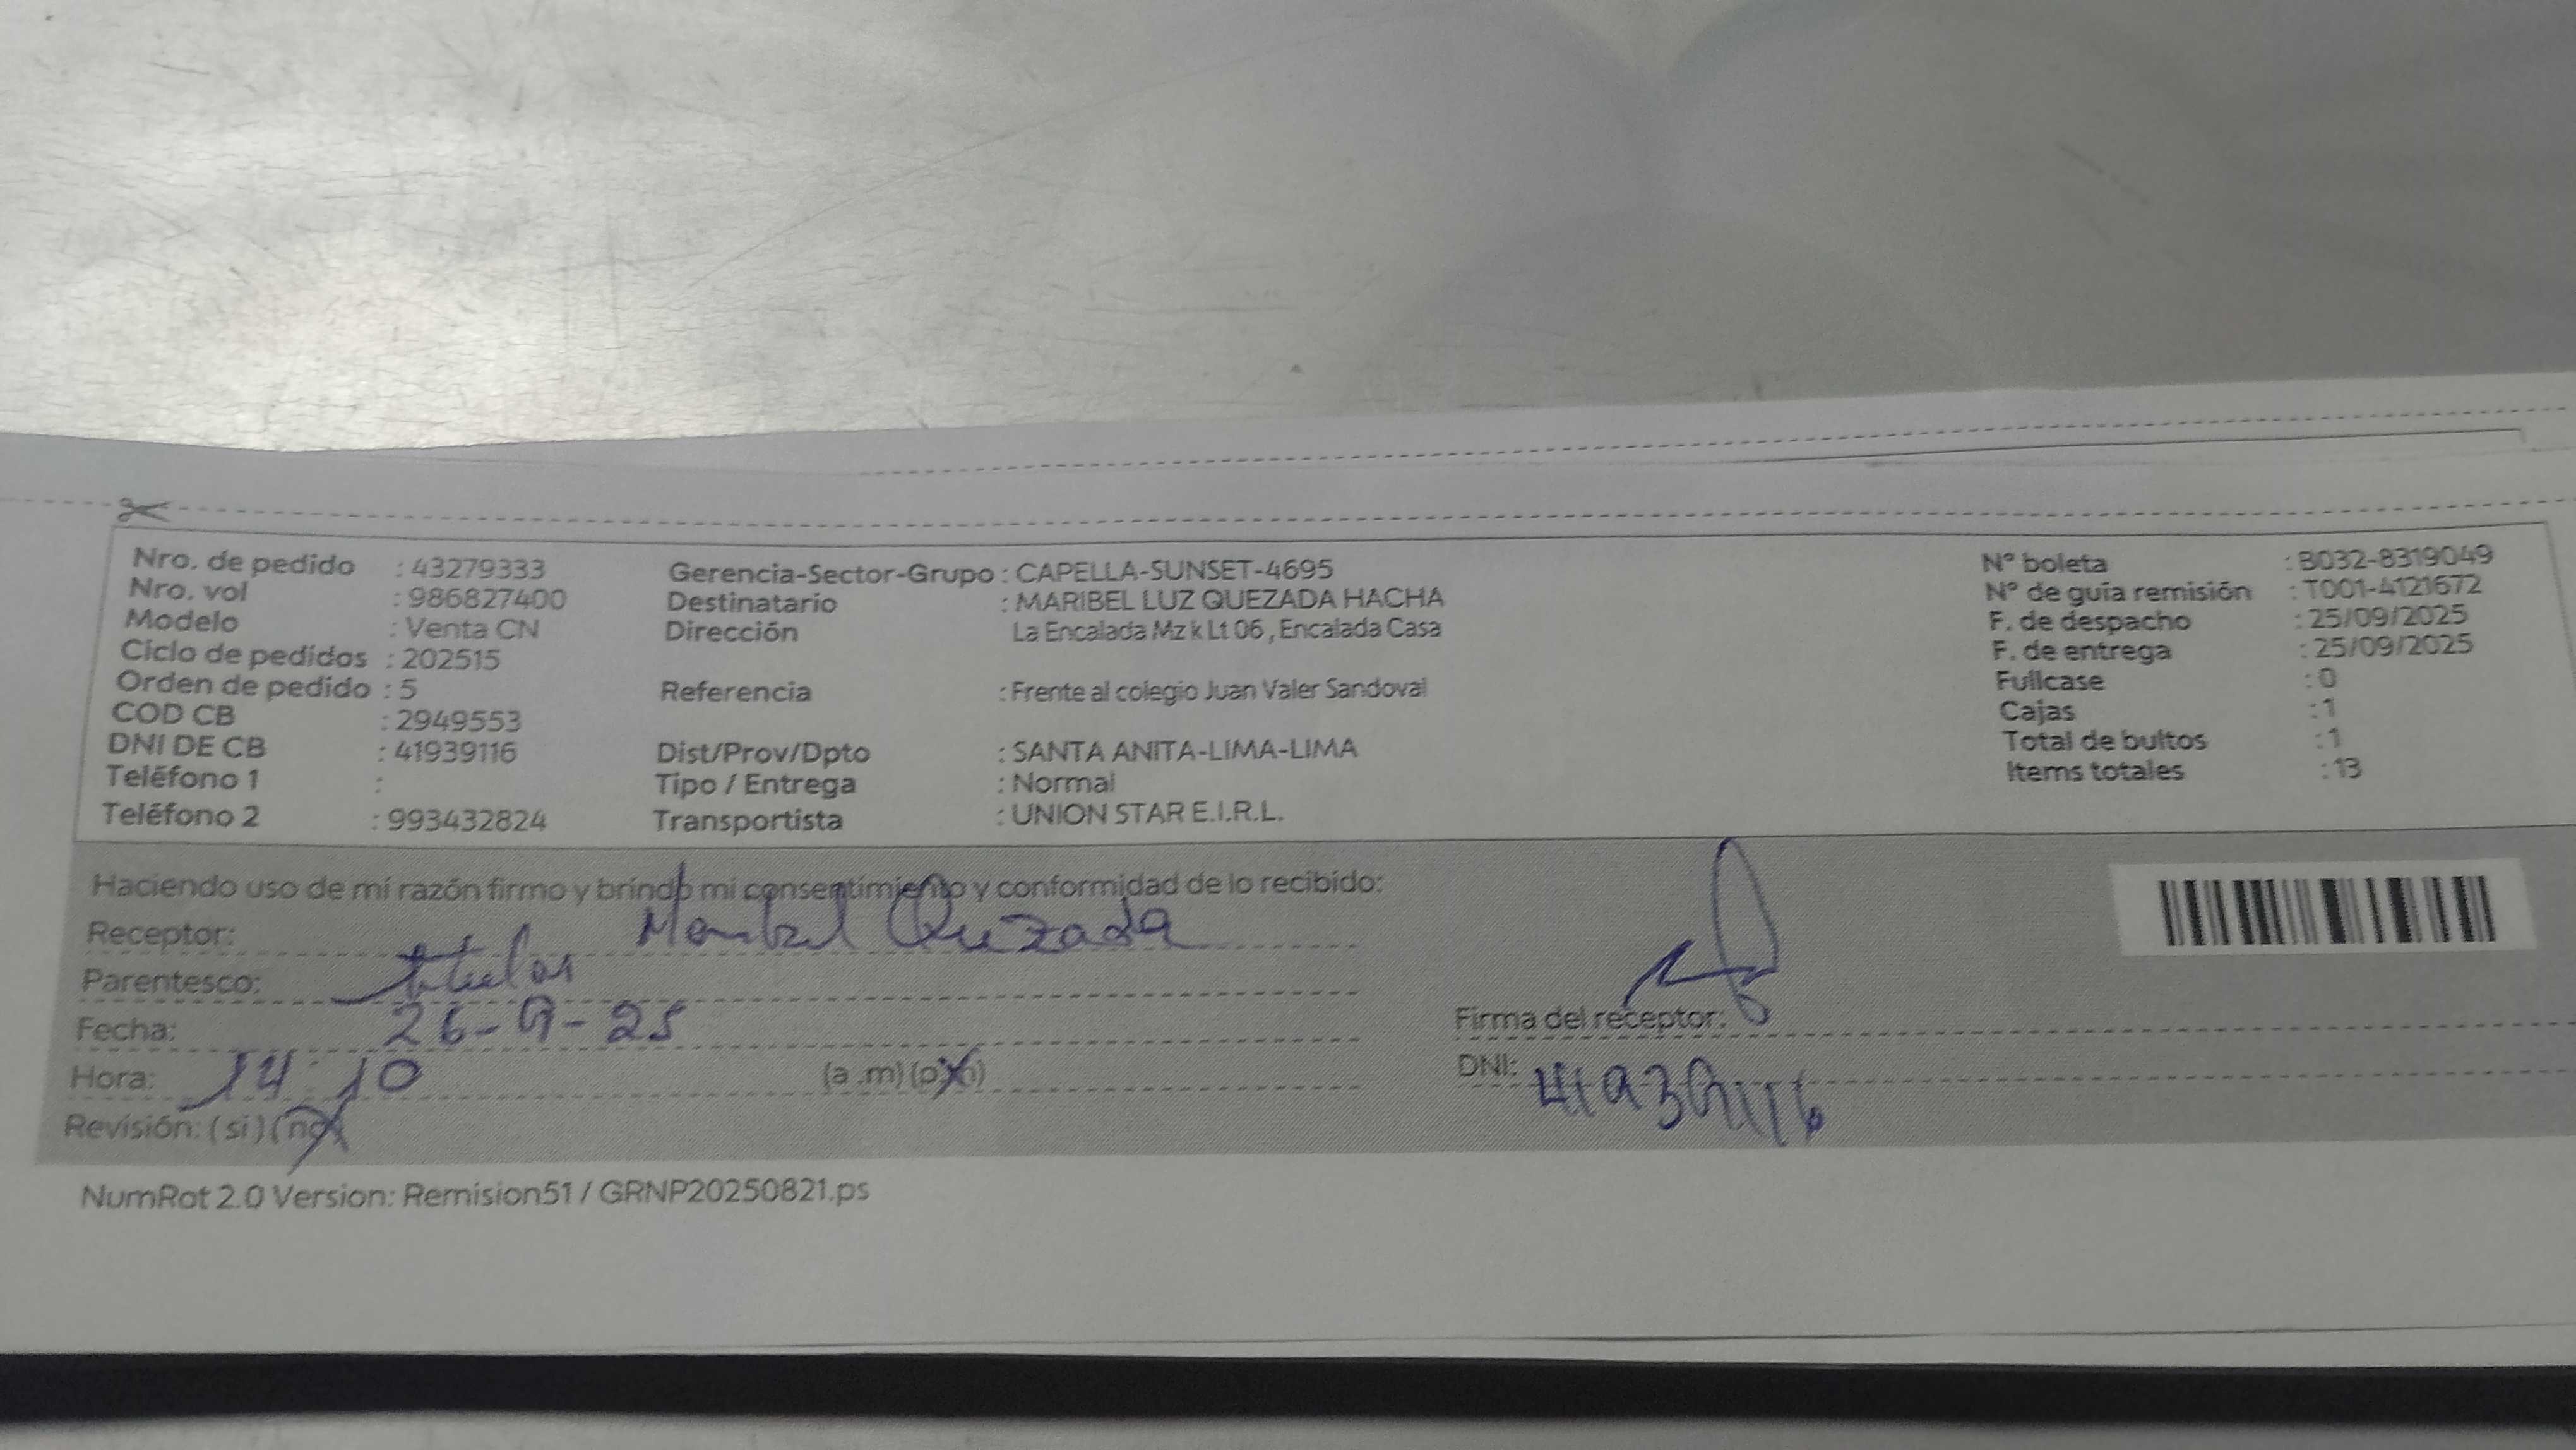 Nro. de pedido : 43279333
Nro. vol : 986827400
Modelo : Venta CN
Ciclo de pedidos : 202515
Orden de pedido : 5
COD CB : 2949553
DNI DE CB : 41939116
Teléfono 1 :
Teléfono 2 : 993432824
Gerencia-Sector-Grupo : CAPELLA-SUNSET-4695
Destinatario : MARIBEL LUZ QUEZADA HACHA
Dirección La Encalada Mz k Lt 06 , Encalada Casa
Referencia : Frente al colegio Juan Valer Sandoval
Dist/Prov/Dpto : SANTA ANITA-LIMA-LIMA
Tipo / Entrega : Normal
Transportista : UNION STAR E.I.R.L.
N° boleta : B032-8319049
N° de guía remisión : T001-4121672
F. de despacho : 25/09/2025
F. de entrega : 25/09/2025
Fullcase : 0
Cajas : 1
Total de bultos : 1
Items totales : 13
Haciendo uso de mi razón firmo y brindo mi consentimiento y conformidad de lo recibido:
Receptor: Maribel Quezada
Parentesco: titular
Fecha: 26-9-25
Hora: 14:10 (a .m) (p.m)
Revisión: ( si ) ( no )
Firma del receptor:
DNI: 41939116
NumRot 2.0 Version: Remision51 / GRNP20250821.ps